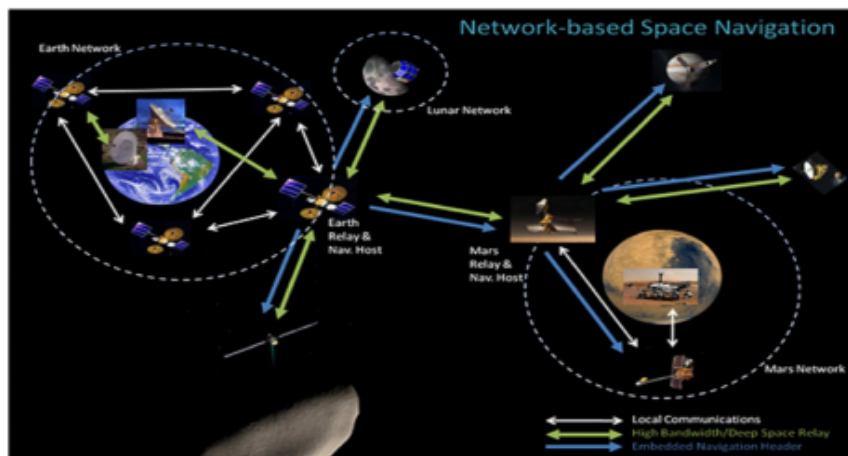 Network-based Space Navigation
Earth Network
Lunar Network
Earth
Relay &
Nav. Host
Mars
Relay &
Nav. Host
Mars Network
Local Communications
High Bandwidth/Deep Space Relay
Embedded Navigation Header